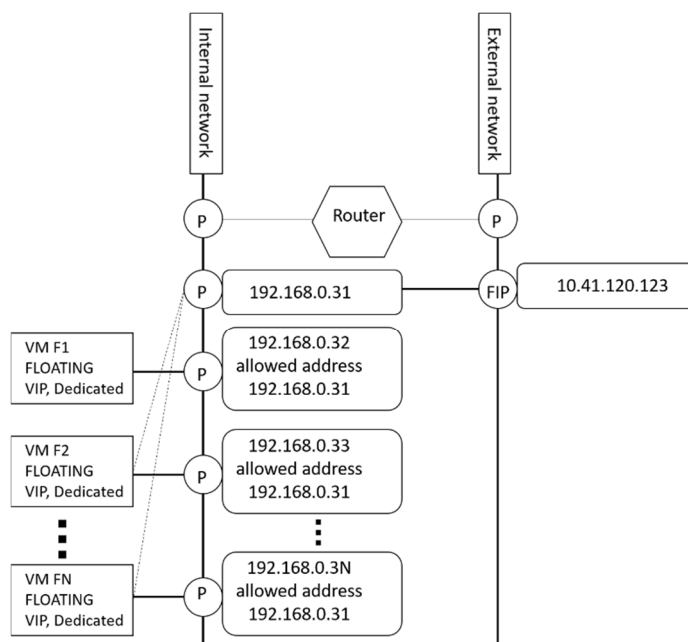 Internal network
External network
P
Router
P
P
192.168.0.31
FIP
10.41.120.123
VM F1
FLOATING
VIP, Dedicated
P
192.168.0.32
allowed address
192.168.0.31
VM F2
FLOATING
VIP, Dedicated
P
192.168.0.33
allowed address
192.168.0.31
VM FN
FLOATING
VIP, Dedicated
P
192.168.0.3N
allowed address
192.168.0.31